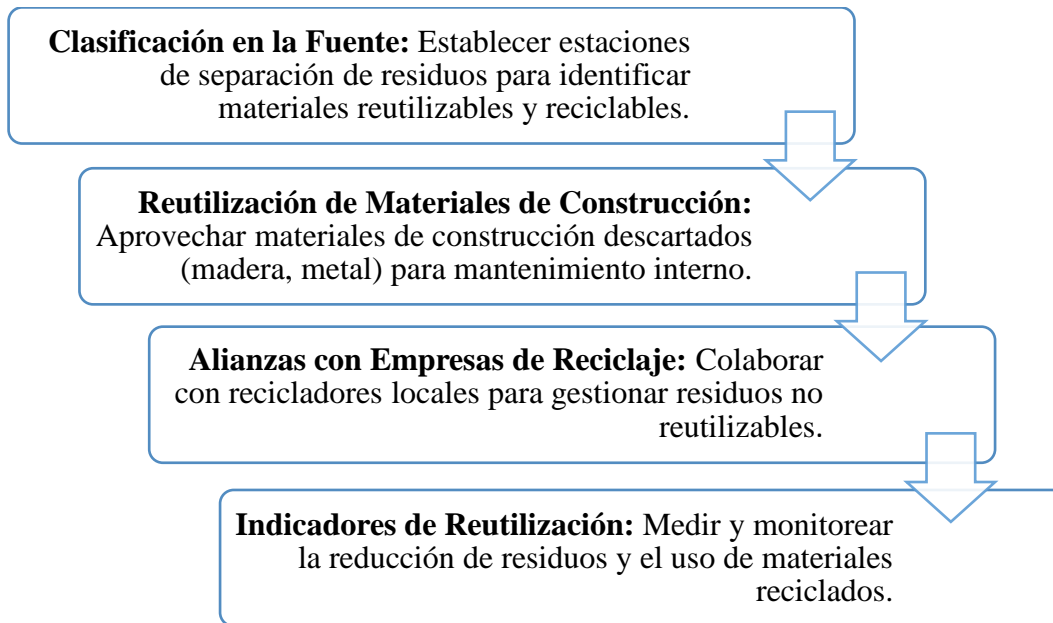 Clasificación en la Fuente: Establecer estaciones
de separación de residuos para identificar
materiales reutilizables y reciclables.
Reutilización de Materiales de Construcción:
Aprovechar materiales de construcción descartados
(madera, metal) para mantenimiento interno.
Alianzas con Empresas de Reciclaje: Colaborar
con recicladores locales para gestionar residuos no
reutilizables.
Indicadores de Reutilización: Medir y monitorear
la reducción de residuos y el uso de materiales
reciclados.